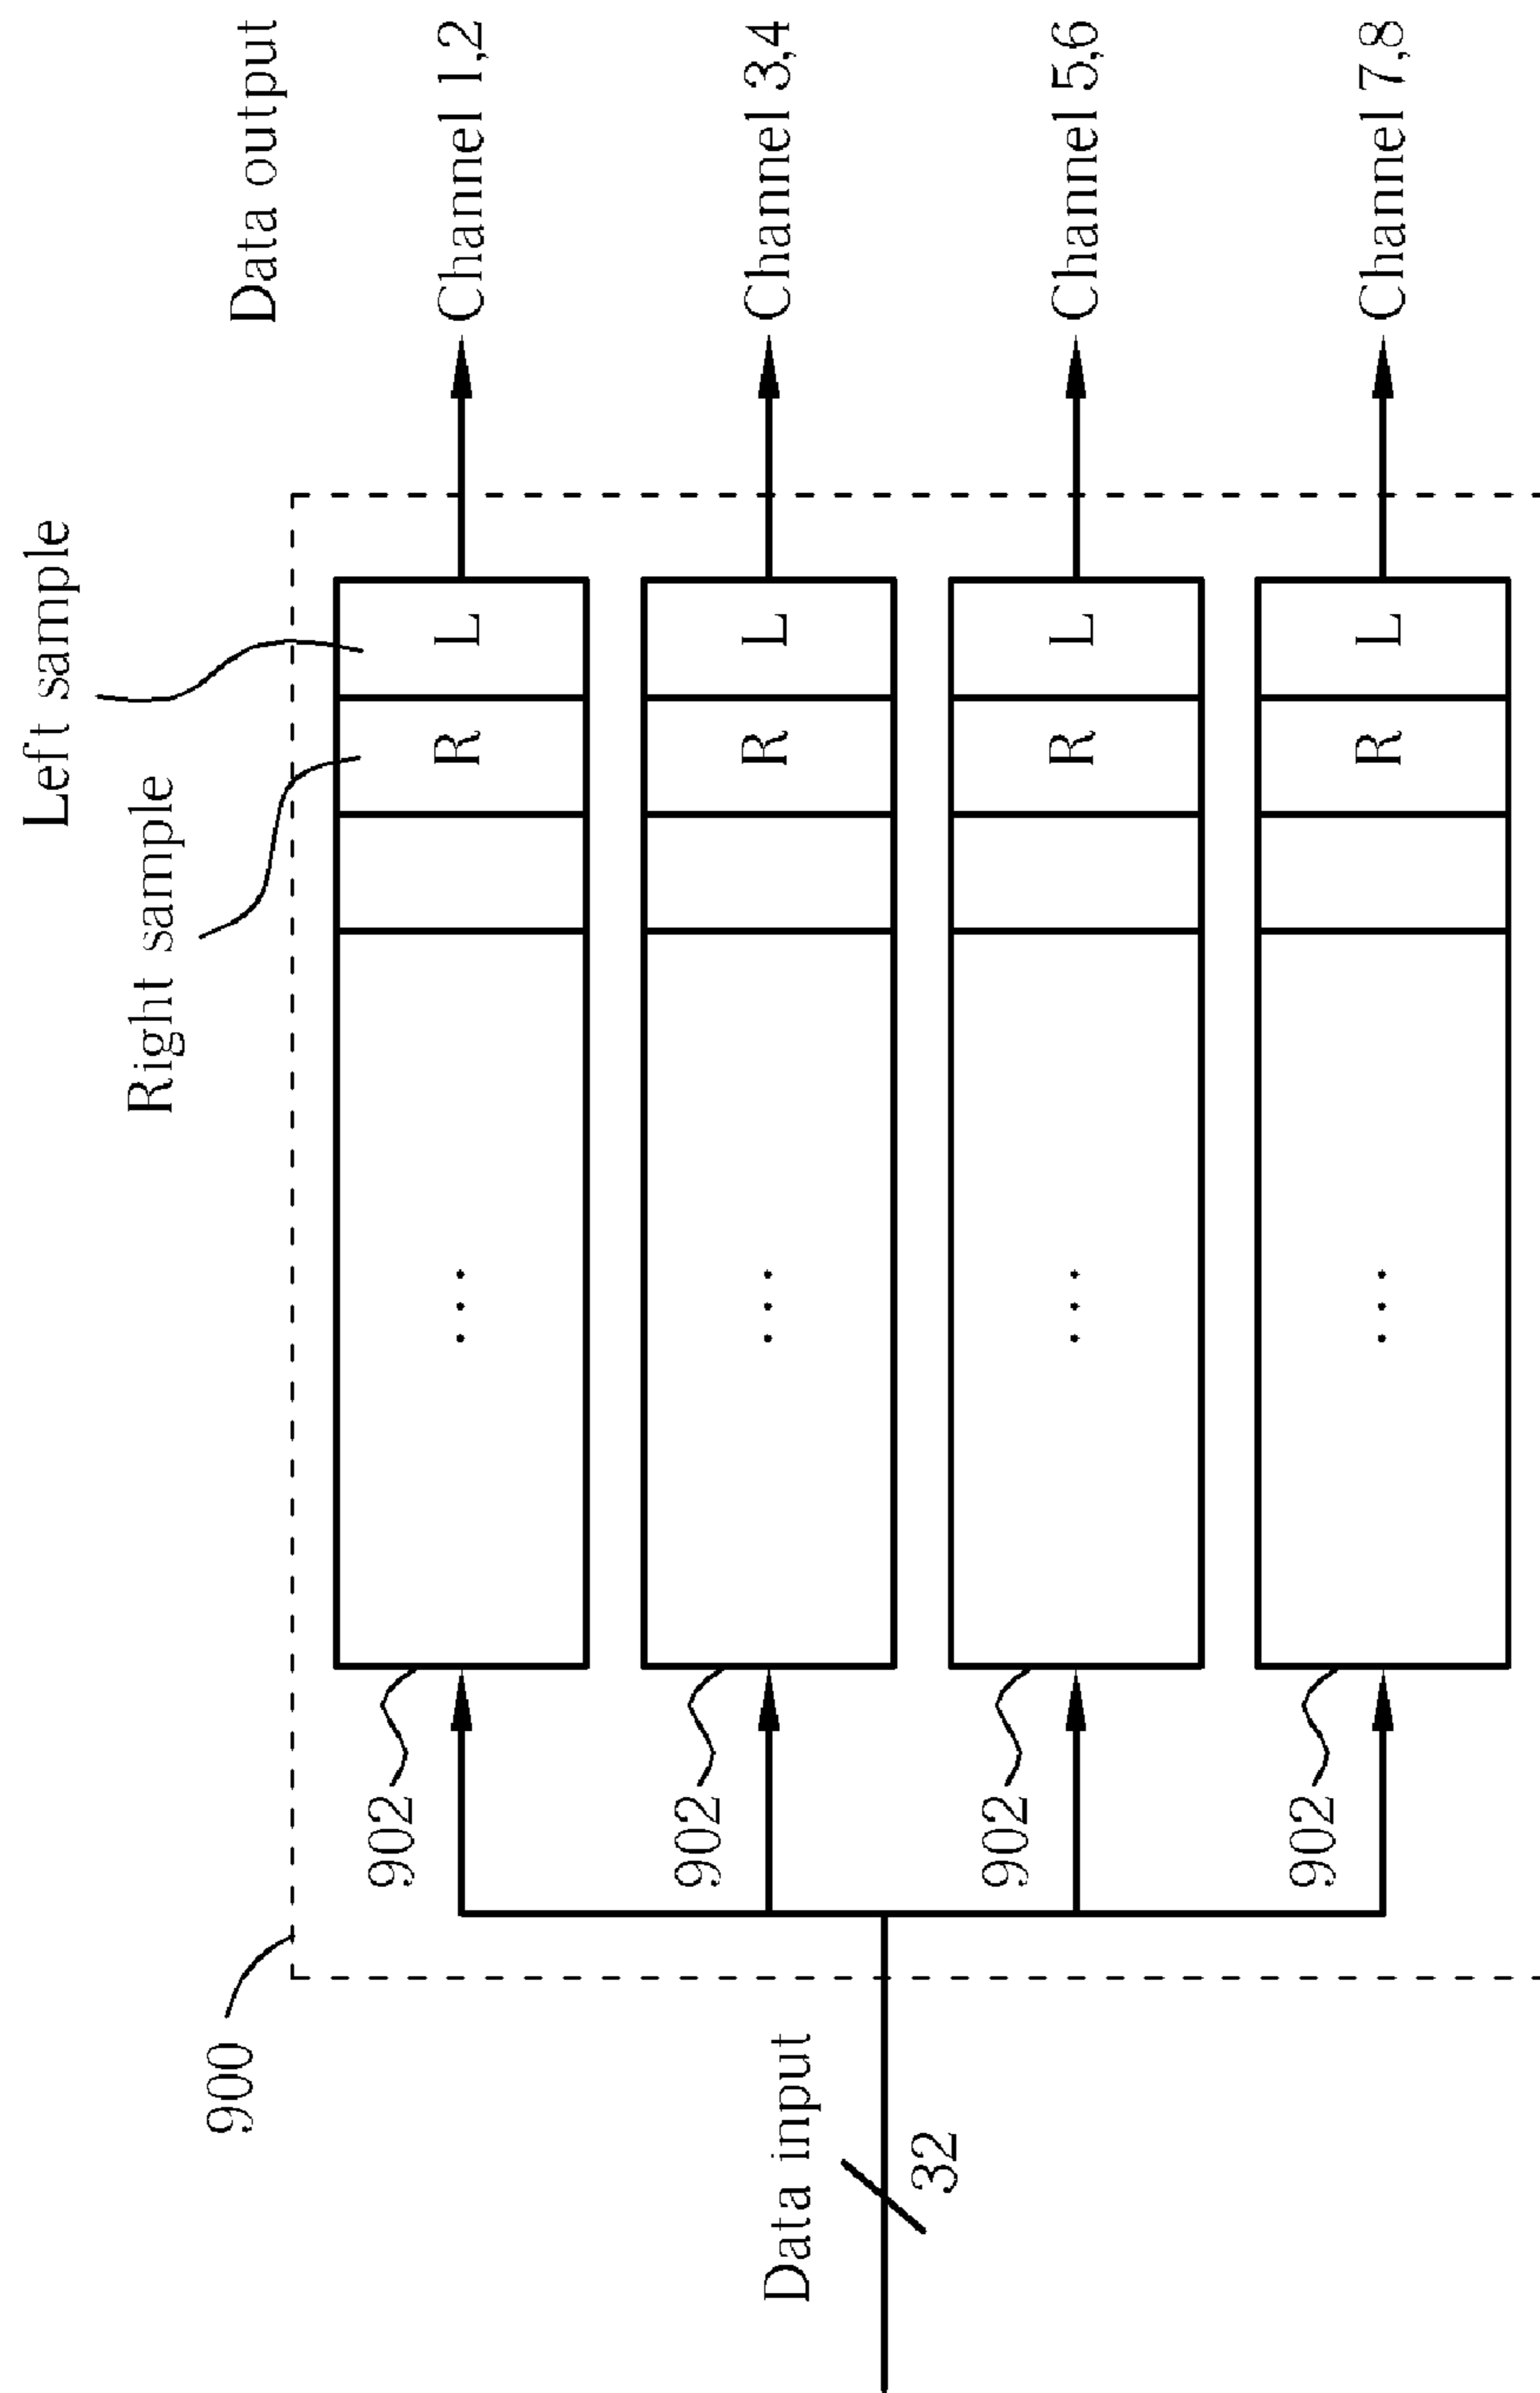 Left sample
Right sample
Data output
900
902
R
L
Channel 1,2
902
R
L
Channel 3,4
Data input
32
902
R
L
Channel 5,6
902
R
L
Channel 7,8